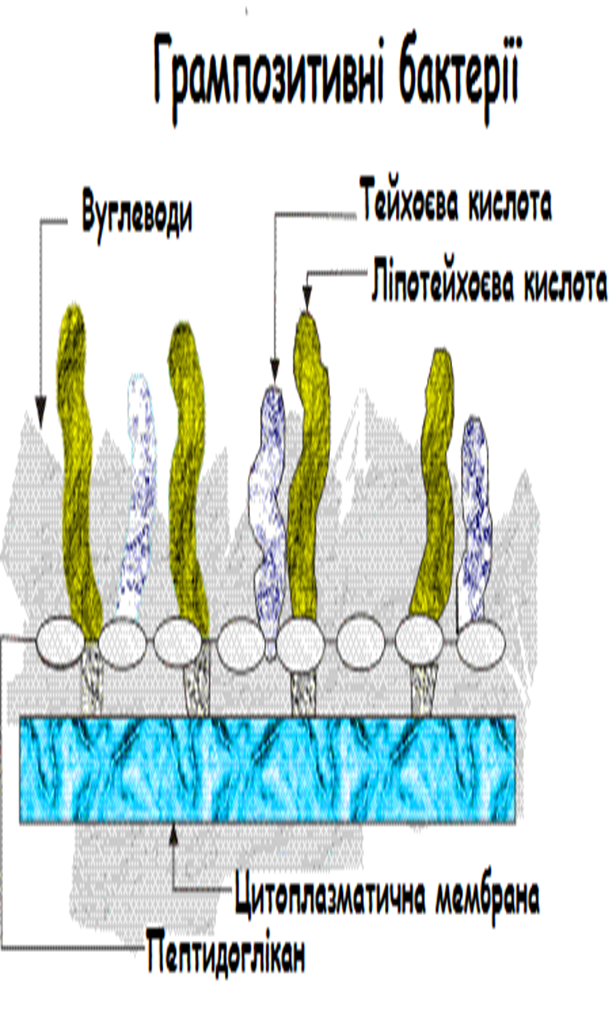 Грампозитивні бактерії
Вуглеводи
Тейхоєва кислота
Ліпотейхоєва кислота
Цитоплазматична мембрана
Пептидоглікан